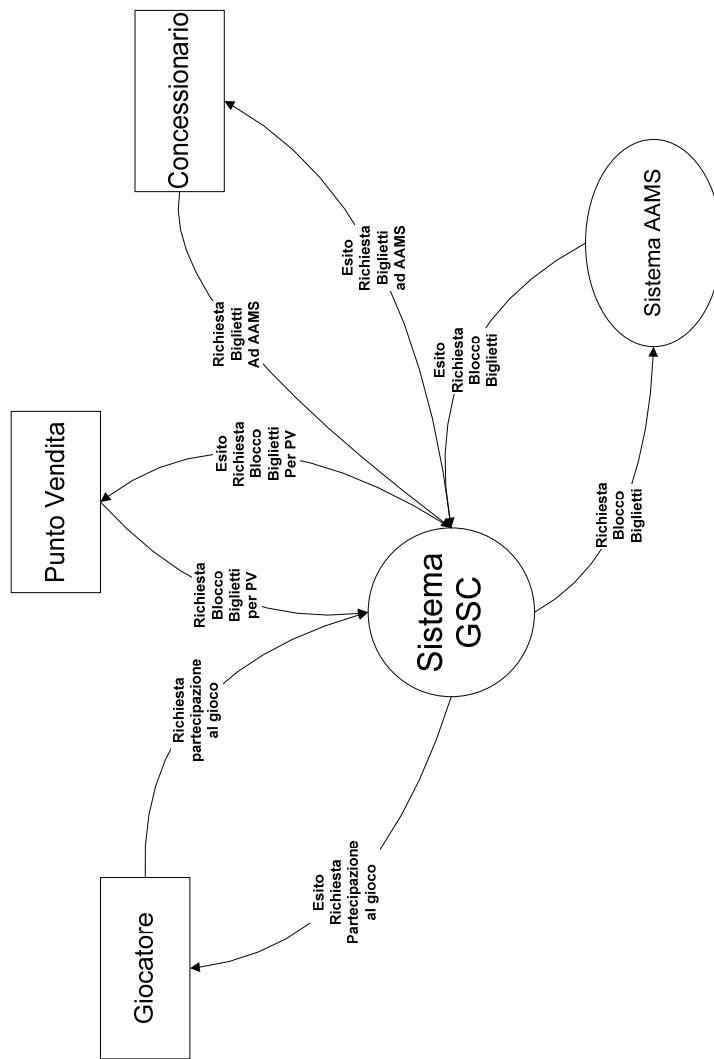 Giocatore
Punto Vendita
Concessionario
Richiesta
partecipazione
al gioco
Richiesta
Blocco
Biglietti
per PV
Esito
Richiesta
Blocco
Biglietti
Per PV
Richiesta
Biglietti
Ad AAMS
Esito
Richiesta
Biglietti
ad AAMS
Esito
Richiesta
Partecipazione
al gioco
Sistema
GSC
Esito
Richiesta
Blocco
Biglietti
Richiesta
Blocco
Biglietti
Sistema AAMS